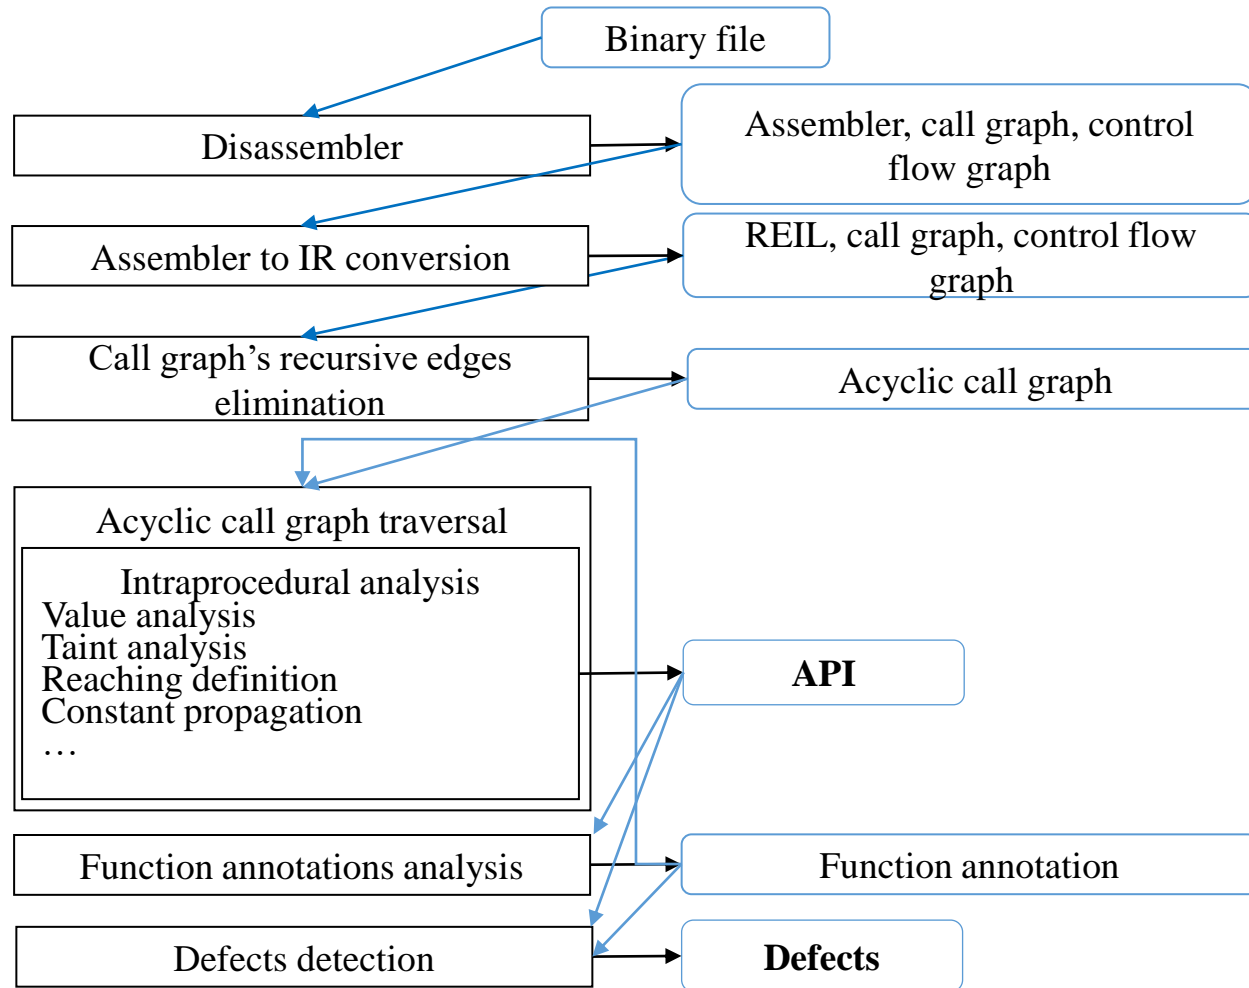 Binary file
Disassembler
Assembler, call graph, control
flow graph
Assembler to IR conversion
REIL, call graph, control flow
graph
Call graph’s recursive edges
elimination
Acyclic call graph
Acyclic call graph traversal
Intraprocedural analysis
Value analysis
Taint analysis
Reaching definition
Constant propagation
…
API
Function annotations analysis
Function annotation
Defects detection
Defects